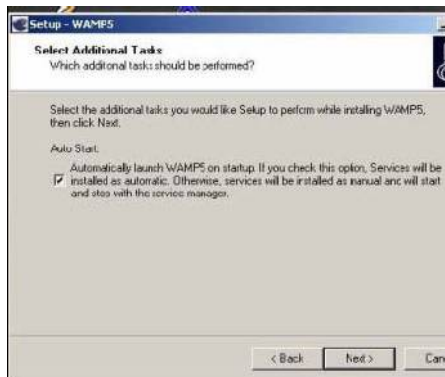 Setup - WAMP5
Select Additional Tasks
Which additional tasks should be performed?
Select the additional tasks you would like Setup to perform while installing WAMP5,
then click Next.
Auto Start:
Automatically launch WAMP5 on startup. If you check this option, Services will be
installed as automatic. Otherwise, services will be installed as manual and will start
and stop with the service manager.
< Back
Next >
Can